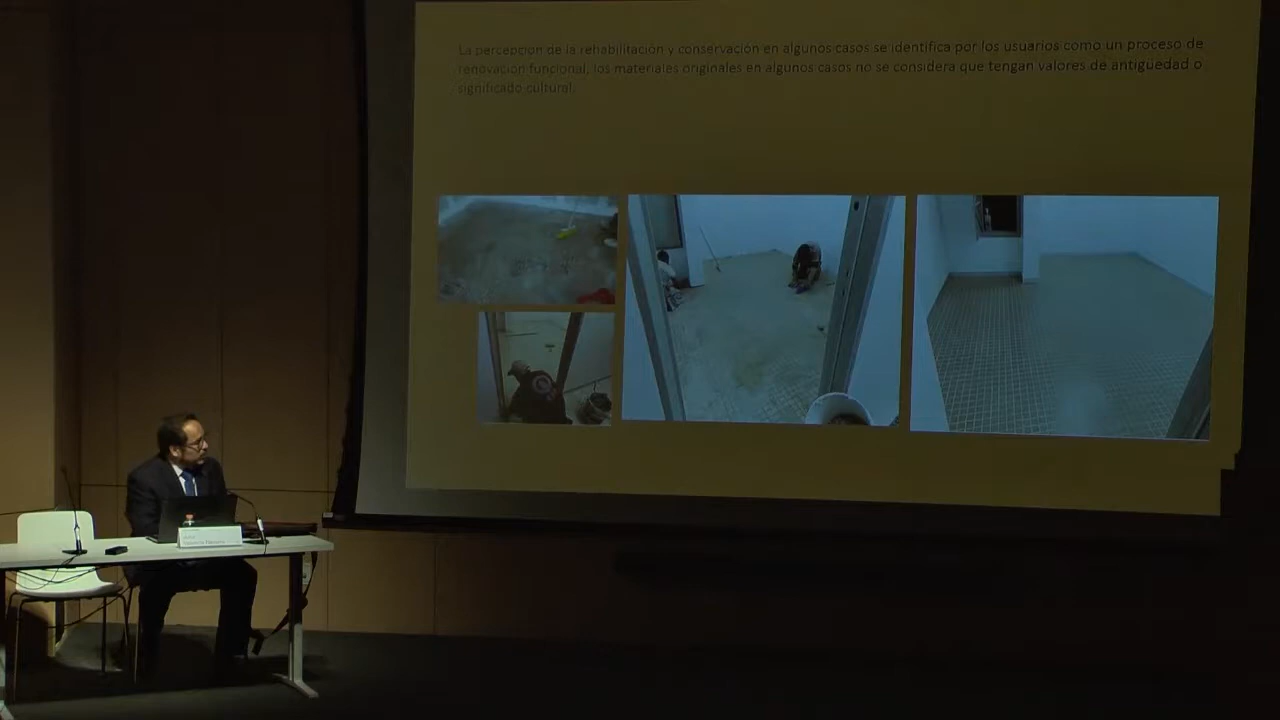 La percepción de la rehabilitación y conservación en algunos casos se identifica por los usuarios como un proceso de
renovación funcional, los materiales originales en algunos casos no se considera que tengan valores de antigüedad o
significado cultural.